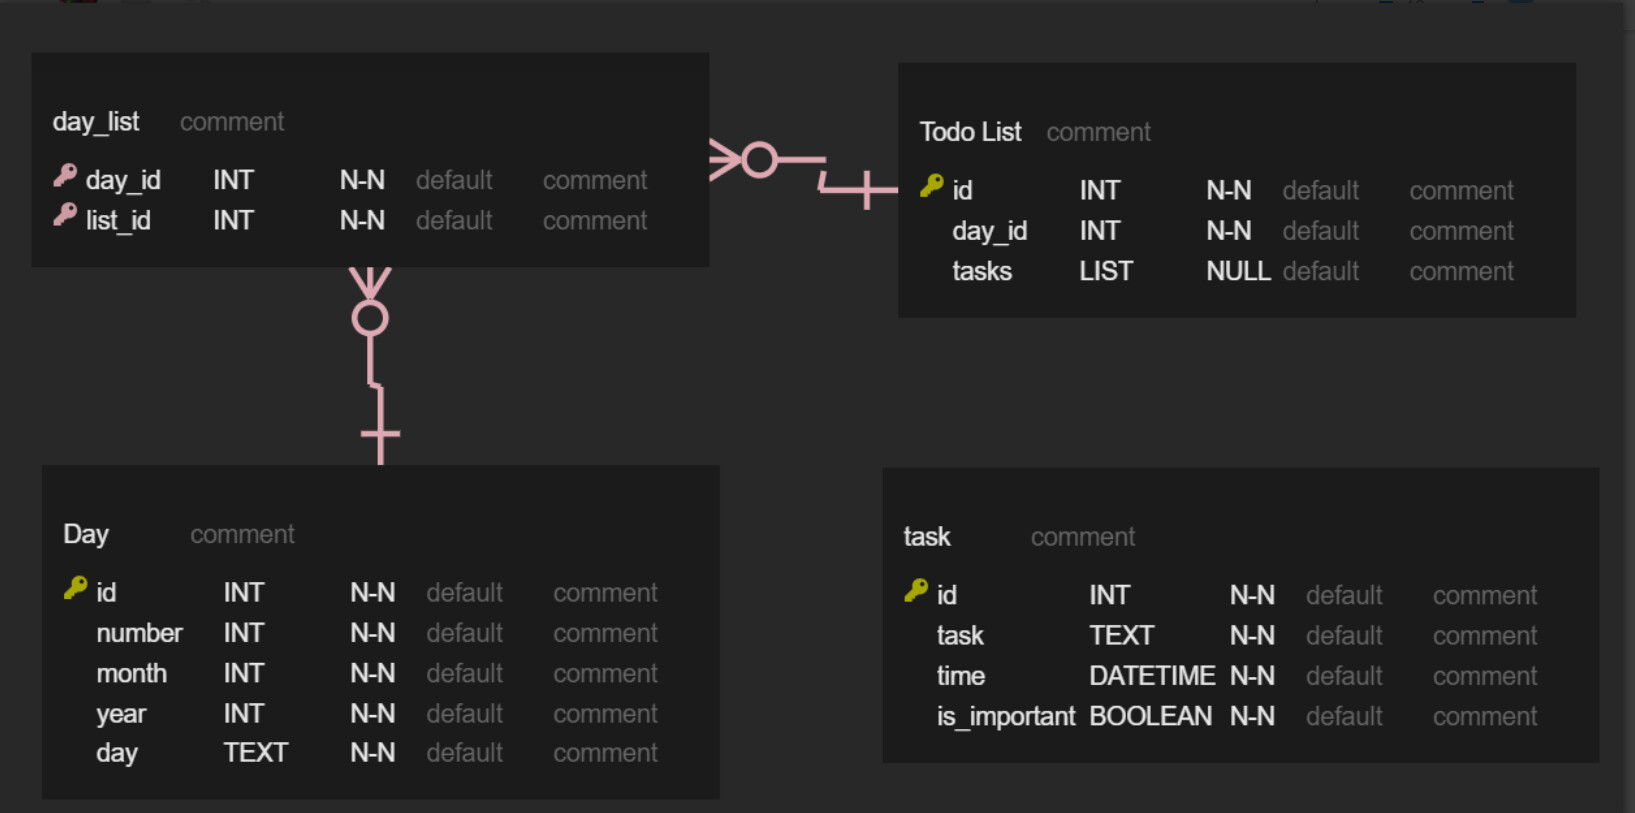 day_list comment
day_id INT N-N default comment
list_id INT N-N default comment
Todo List comment
id INT N-N default comment
day_id INT N-N default comment
tasks LIST NULL default comment
Day comment
id INT N-N default comment
number INT N-N default comment
month INT N-N default comment
year INT N-N default comment
day TEXT N-N default comment
task comment
id INT N-N default comment
task TEXT N-N default comment
time DATETIME N-N default comment
is_important BOOLEAN N-N default comment